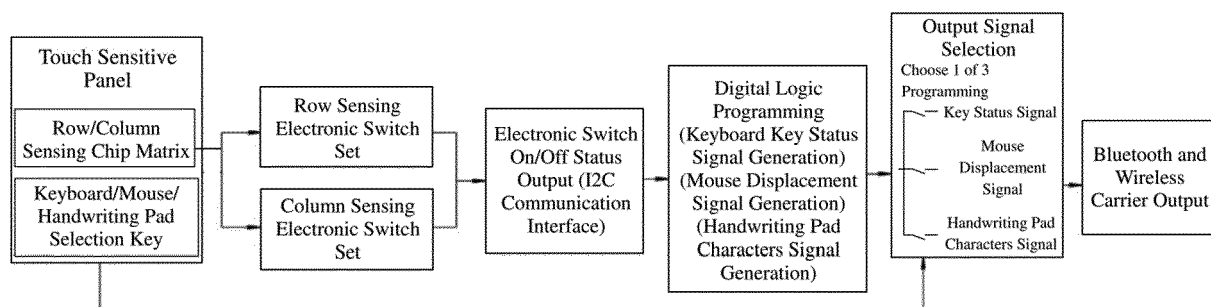 Touch Sensitive
Panel
Row/Column
Sensing Chip Matrix
Keyboard/Mouse/
Handwriting Pad
Selection Key
Row Sensing
Electronic Switch
Set
Column Sensing
Electronic Switch
Set
Electronic Switch
On/Off Status
Output (I2C
Communication
Interface)
Digital Logic
Programming
(Keyboard Key Status
Signal Generation)
(Mouse Displacement
Signal Generation)
(Handwriting Pad
Characters Signal
Generation)
Output Signal
Selection
Choose 1 of 3
Programming
Key Status Signal
Mouse
Displacement
Signal
Handwriting Pad
Characters Signal
Bluetooth and
Wireless
Carrier Output